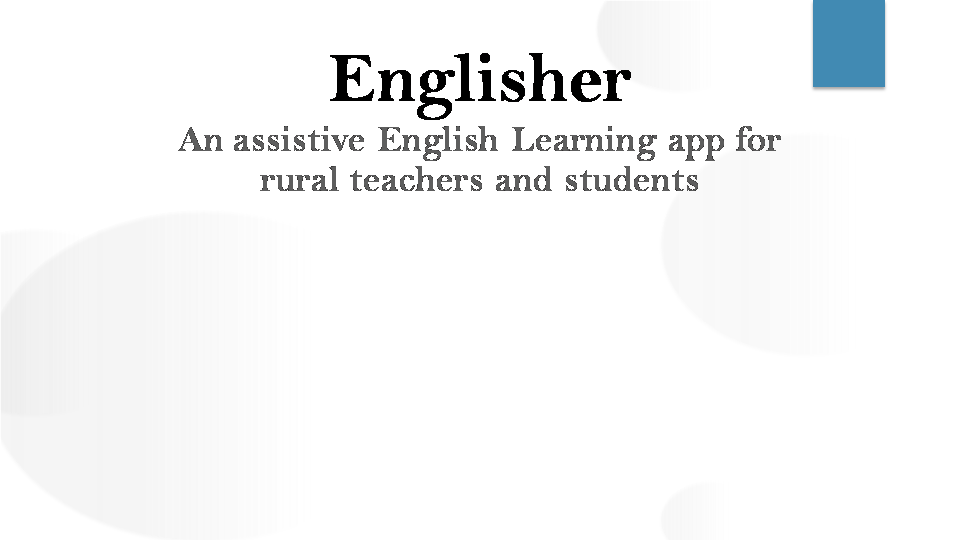 Englisher
An assistive English Learning app for
rural teachers and students